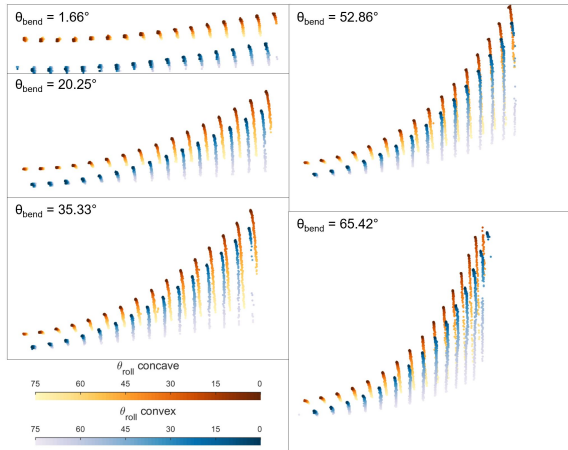 θbend = 1.66°
θbend = 20.25°
θbend = 35.33°
θroll concave
75 60 45 30 15 0
θroll convex
75 60 45 30 15 0
θbend = 52.86°
θbend = 65.42°